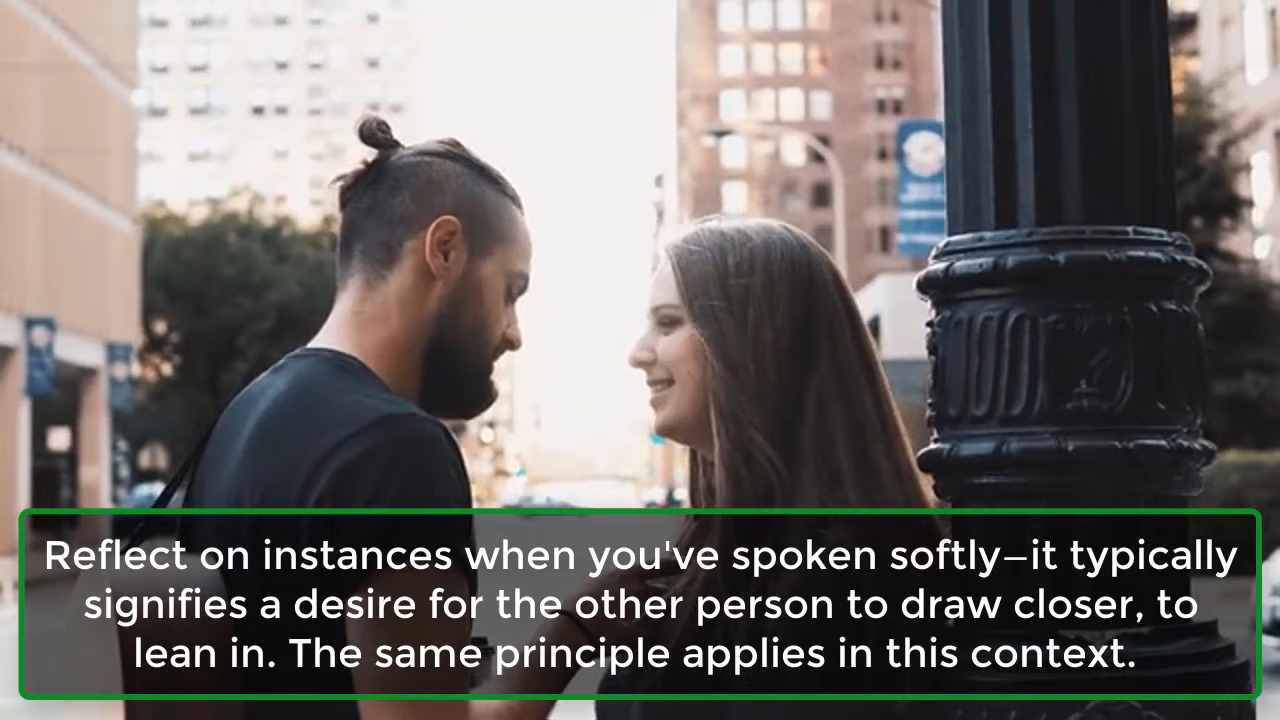 Reflect on instances when you've spoken softly—it typically
signifies a desire for the other person to draw closer, to
lean in. The same principle applies in this context.